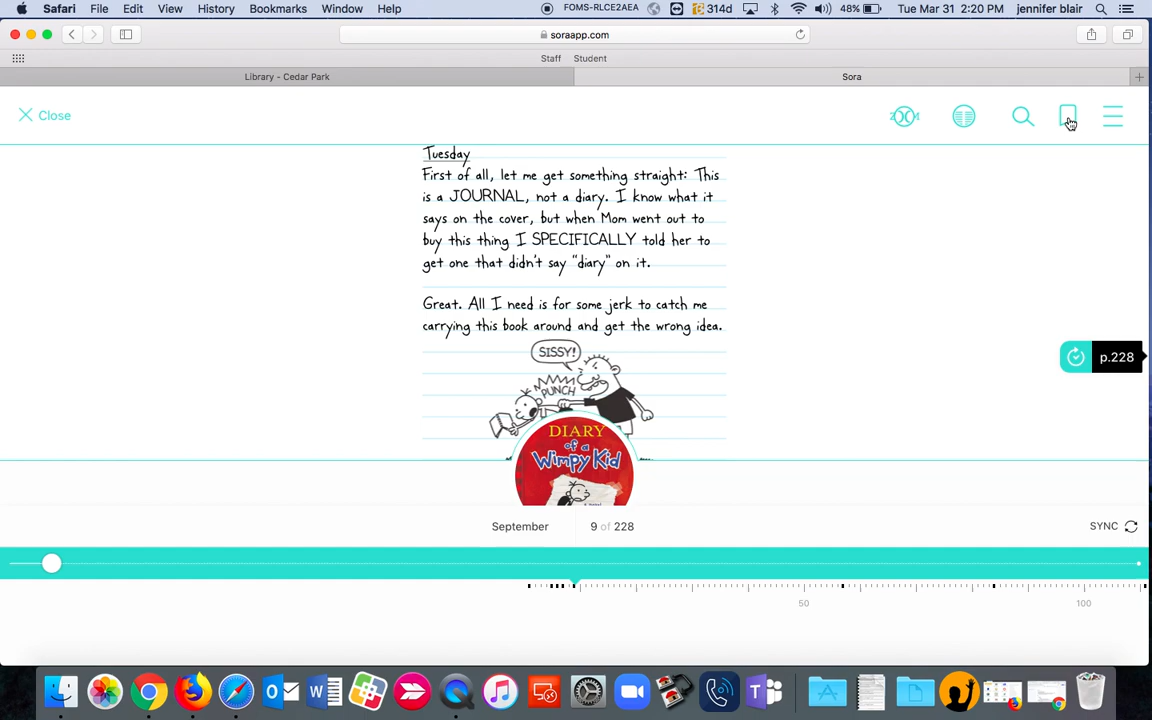 Safari File Edit View History Bookmarks Window Help FOMS-RLCE2AEA 314d 48% Tue Mar 31 2:20 PM jennifer blair
soraapp.com
Staff Student
Library - Cedar Park Sora
Close
Tuesday
First of all, let me get something straight: This
is a JOURNAL, not a diary. I know what it
says on the cover, but when Mom went out to
buy this thing I SPECIFICALLY told her to
get one that didn't say "diary" on it.
Great. All I need is for some jerk to catch me
carrying this book around and get the wrong idea.
SISSY!
PUNCH
p.228
DIARY
of a
Wimpy Kid
September 9 of 228 SYNC
50 100